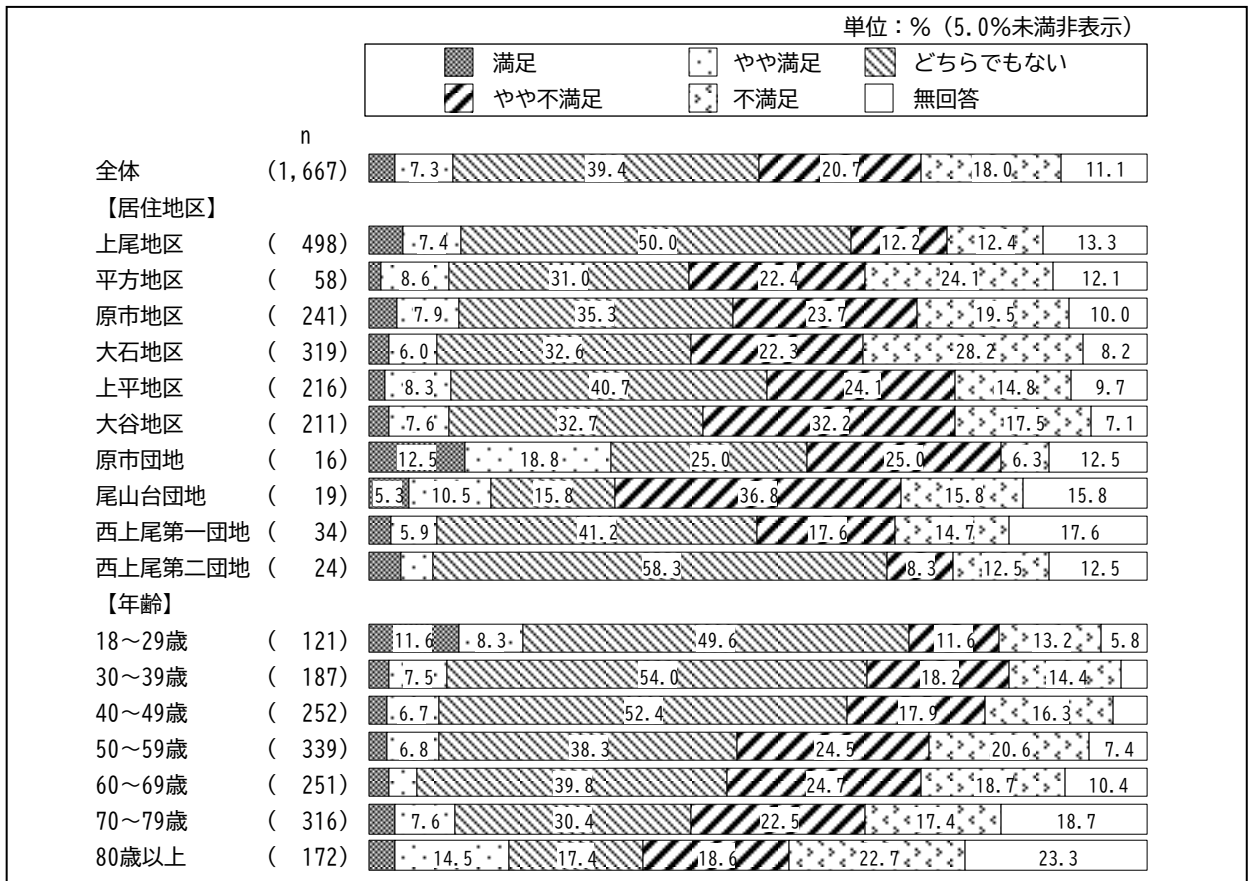 単位：％（5.0％未満非表示）
満足 やや満足 どちらでもない
やや不満足 不満足 無回答
n
全体 (1,667) 7.3 39.4 20.7 18.0 11.1
【居住地区】
上尾地区 ( 498) 7.4 50.0 12.2 12.4 13.3
平方地区 ( 58) 8.6 31.0 22.4 24.1 12.1
原市地区 ( 241) 7.9 35.3 23.7 19.5 10.0
大石地区 ( 319) 6.0 32.6 22.3 28.2 8.2
上平地区 ( 216) 8.3 40.7 24.1 14.8 9.7
大谷地区 ( 211) 7.6 32.7 32.2 17.5 7.1
原市団地 ( 16) 12.5 18.8 25.0 25.0 6.3 12.5
尾山台団地 ( 19) 5.3 10.5 15.8 36.8 15.8 15.8
西上尾第一団地 ( 34) 5.9 41.2 17.6 14.7 17.6
西上尾第二団地 ( 24) 58.3 8.3 12.5 12.5
【年齢】
18～29歳 ( 121) 11.6 8.3 49.6 11.6 13.2 5.8
30～39歳 ( 187) 7.5 54.0 18.2 14.4
40～49歳 ( 252) 6.7 52.4 17.9 16.3
50～59歳 ( 339) 6.8 38.3 24.5 20.6 7.4
60～69歳 ( 251) 39.8 24.7 18.7 10.4
70～79歳 ( 316) 7.6 30.4 22.5 17.4 18.7
80歳以上 ( 172) 14.5 17.4 18.6 22.7 23.3